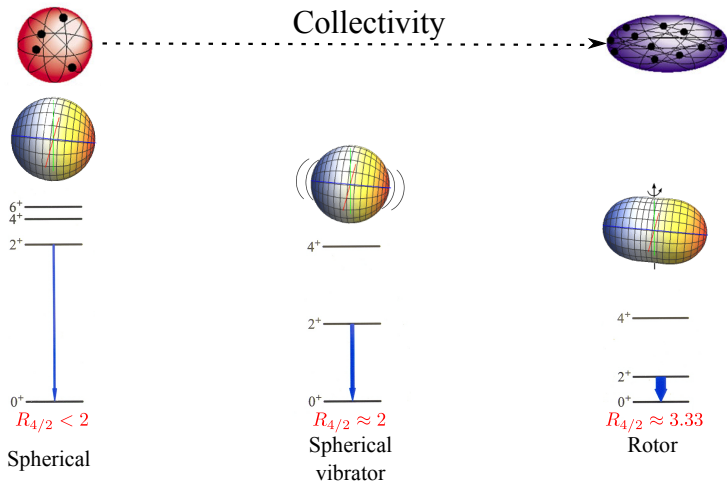 Collectivity
6⁺
4⁺
2⁺
0⁺
R₄/₂ < 2
Spherical
4⁺
2⁺
0⁺
R₄/₂ ≈ 2
Spherical
vibrator
4⁺
2⁺
0⁺
R₄/₂ ≈ 3.33
Rotor